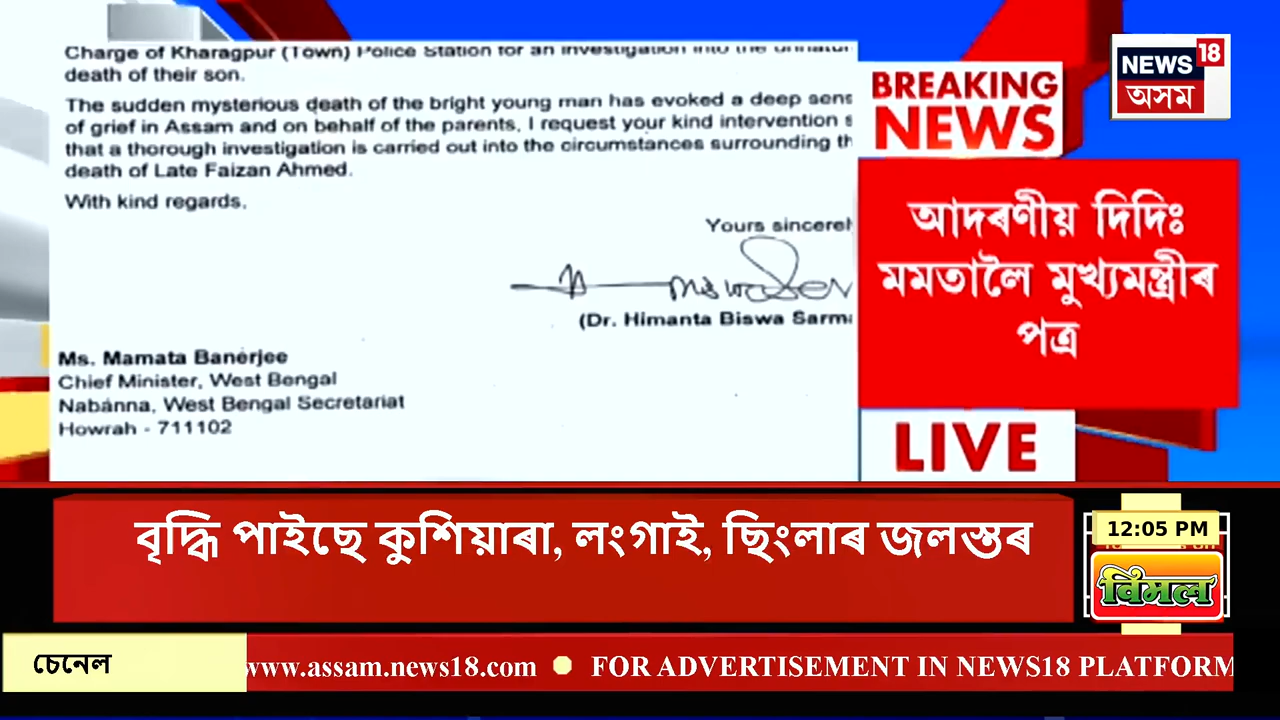 Charge of Kharagpur (Town) Police Station for an investigation into the
death of their son.
The sudden mysterious death of the bright young man has evoked a deep
of grief in Assam and on behalf of the parents, I request your kind intervention
that a thorough investigation is carried out into the circumstances surrounding
death of Late Faizan Ahmed.
With kind regards,
Yours
(Dr. Himanta Biswa
Ms. Mamata Banerjee
Chief Minister, West Bengal
Nabanna, West Bengal Secretariat
Howrah - 711102
NEWS 18
অসম
BREAKING
NEWS
আদৰণীয় দিদিঃ
মমতালৈ মুখ্যমন্ত্ৰীৰ
পত্ৰ
LIVE
বৃদ্ধি পাইছে কুশিয়াৰা, লংগাই, ছিংলাৰ জলস্তৰ
12:05 PM
विमल
চেনেল
www.assam.news18.com
FOR ADVERTISEMENT IN NEWS18 PLATFORM